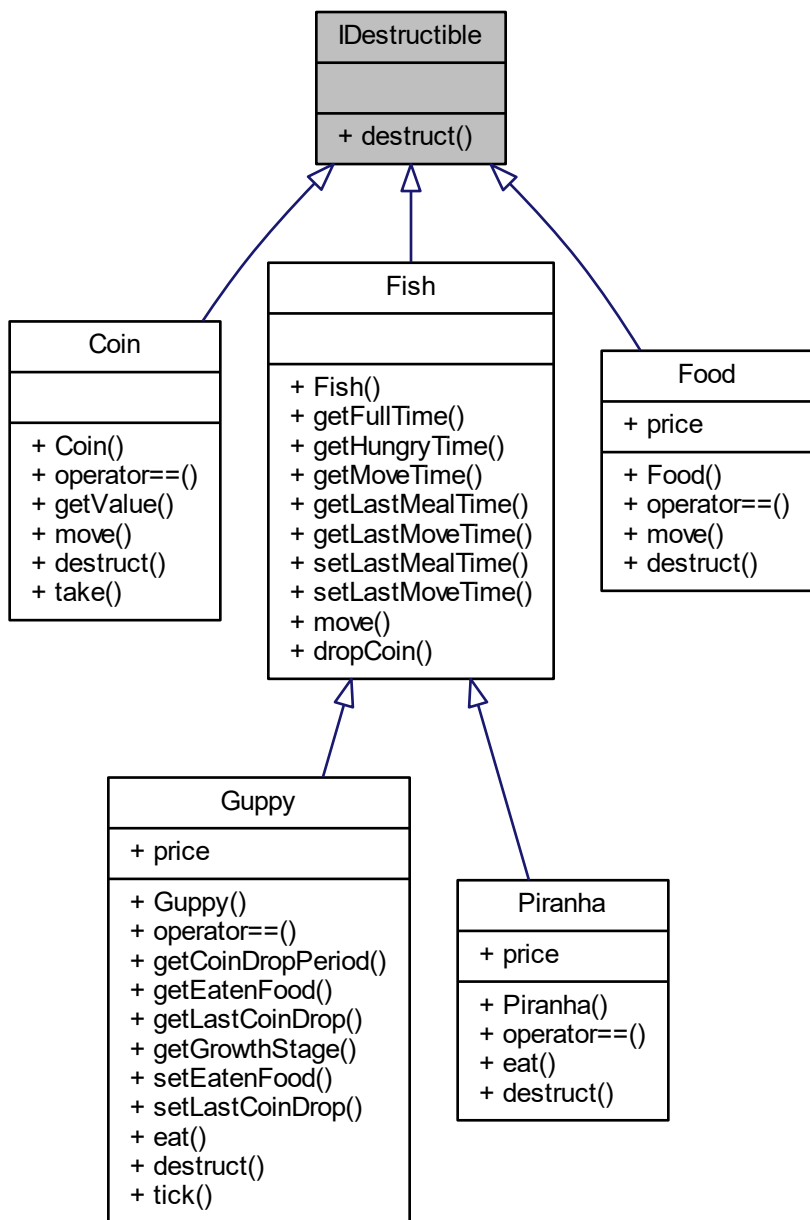 IDestructible
+ destruct()
Coin
+ Coin()
+ operator==()
+ getValue()
+ move()
+ destruct()
+ take()
Fish
+ Fish()
+ getFullTime()
+ getHungryTime()
+ getMoveTime()
+ getLastMealTime()
+ getLastMoveTime()
+ setLastMealTime()
+ setLastMoveTime()
+ move()
+ dropCoin()
Food
+ price
+ Food()
+ operator==()
+ move()
+ destruct()
Guppy
+ price
+ Guppy()
+ operator==()
+ getCoinDropPeriod()
+ getEatenFood()
+ getLastCoinDrop()
+ getGrowthStage()
+ setEatenFood()
+ setLastCoinDrop()
+ eat()
+ destruct()
+ tick()
Piranha
+ price
+ Piranha()
+ operator==()
+ eat()
+ destruct()